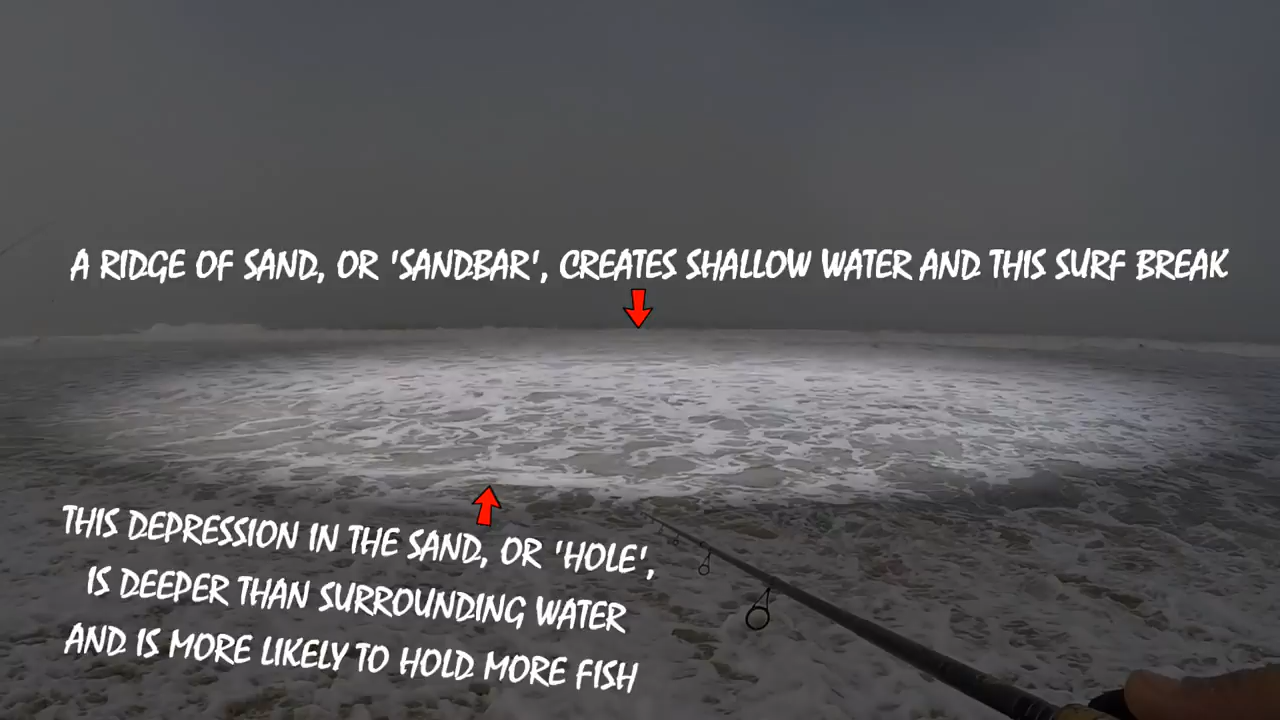 A RIDGE OF SAND, OR 'SANDBAR', CREATES SHALLOW WATER AND THIS SURF BREAK
THIS DEPRESSION IN THE SAND, OR 'HOLE',
IS DEEPER THAN SURROUNDING WATER
AND IS MORE LIKELY TO HOLD MORE FISH